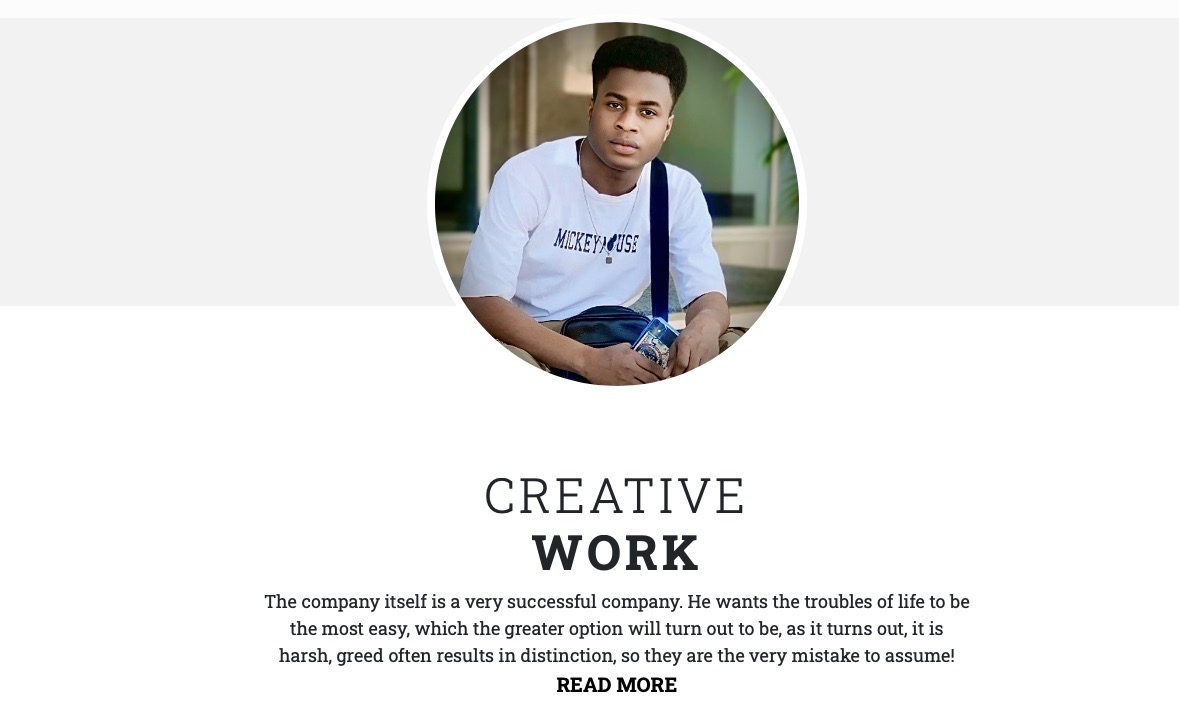 MICKEY MOUSE
CREATIVE
WORK
The company itself is a very successful company. He wants the troubles of life to be
the most easy, which the greater option will turn out to be, as it turns out, it is
harsh, greed often results in distinction, so they are the very mistake to assume!
READ MORE